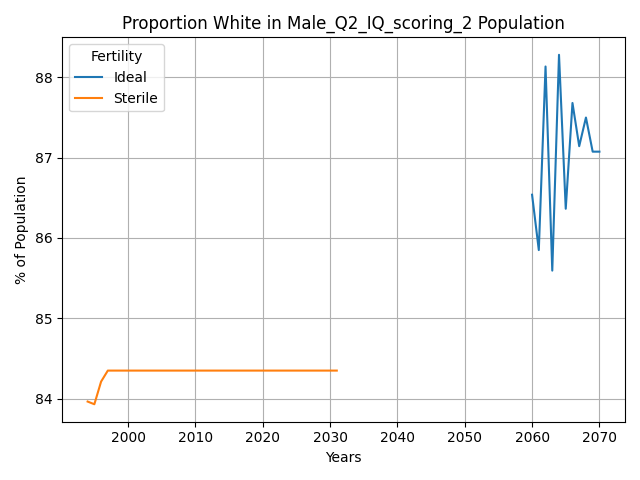 Proportion White in Male_Q2_IQ_scoring_2 Population
Fertility
Ideal
Sterile
88
87
86
85
84
% of Population
2000
2010
2020
2030
2040
2050
2060
2070
Years